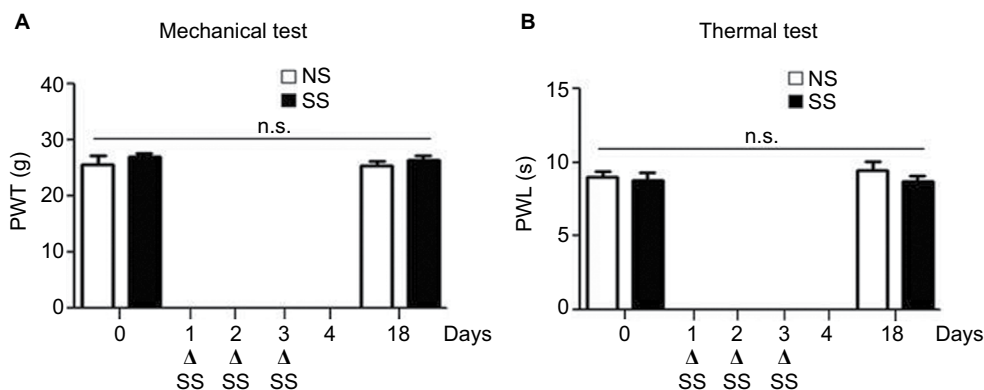 A
Mechanical test
NS
SS
n.s.
PWT (g)
40
30
20
10
0
0 1 2 3 4 18 Days
Δ Δ Δ
SS SS SS
B
Thermal test
NS
SS
n.s.
PWL (s)
15
10
5
0
0 1 2 3 4 18 Days
Δ Δ Δ
SS SS SS